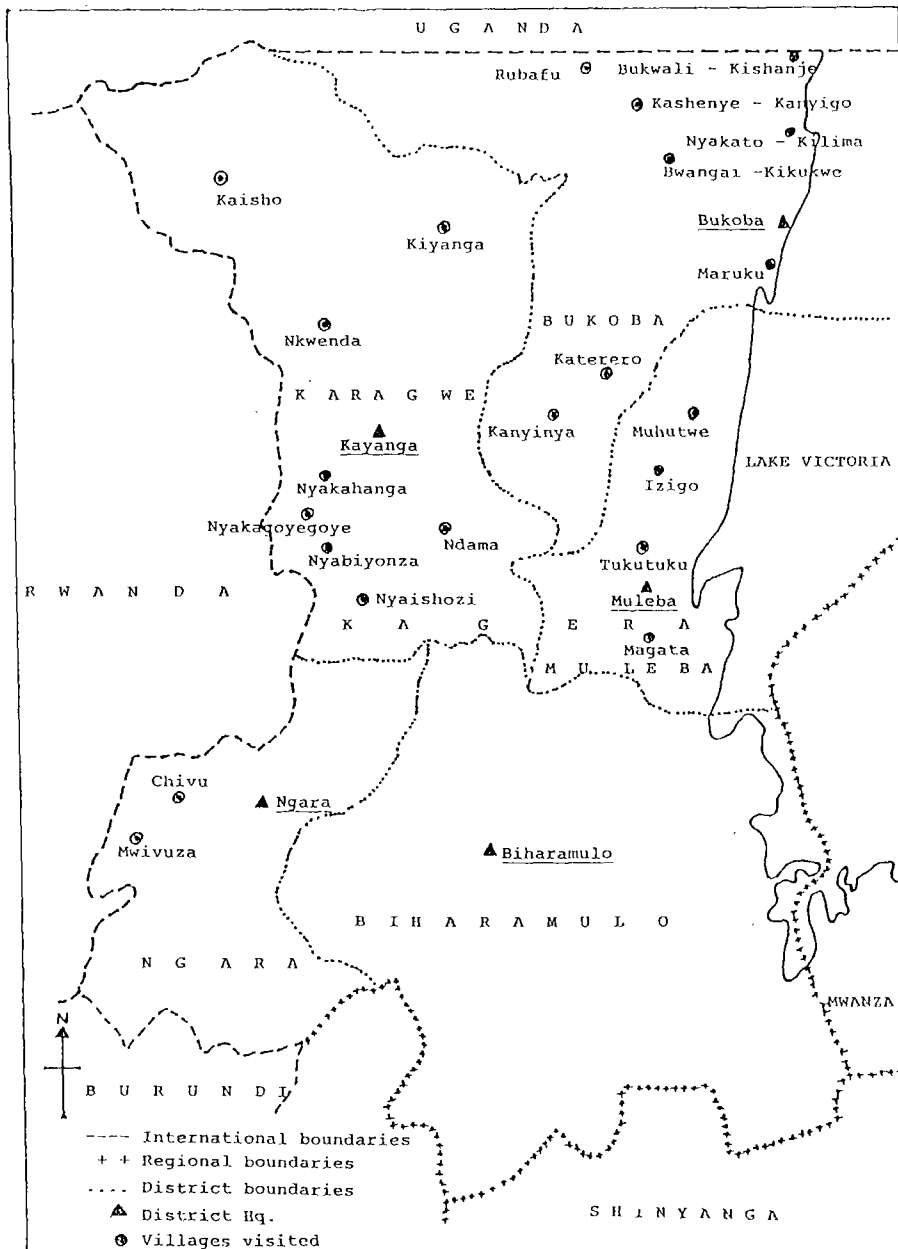 U G A N D A
Rubafu
Bukwali - Kishanje
Kashenye - Kanyigo
Nyakato - Kilima
Bwangai -Kikukwe
Kaisho
Kiyanga
Bukoba
Maruku
Nkwenda
B U K O B A
Katerero
K A R A G W E
Kayanga
Kanyinya
Muhutwe
LAKE VICTORIA
Nyakahanga
Izigo
Nyakagoyegoye
Ndama
Nyabiyonza
Tukutuku
R W A N D A
Nyaishozi
Muleba
K A G E R A
Magata
M U L E B A
Chivu
Ngara
Mwivuza
Biharamulo
B I H A R A M U L O
N G A R A
MWANZA
N
B U R U N D I
International boundaries
+ + Regional boundaries
District boundaries
District Hq.
S H I N Y A N G A
Villages visited